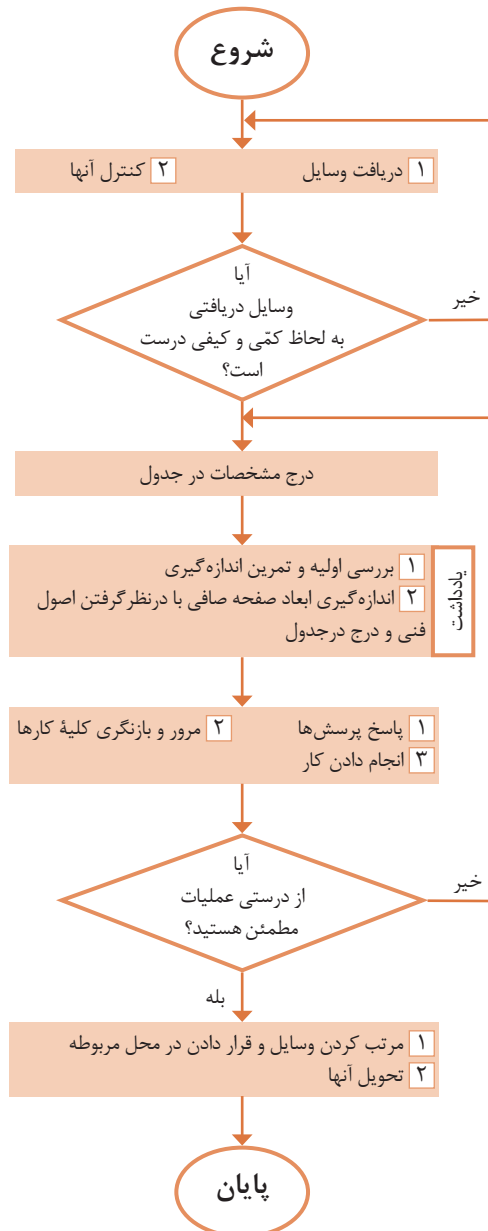 شروع
۱ دریافت وسایل ۲ کنترل آنها
آیا
وسایل دریافتی
به لحاظ کمّی و کیفی درست
است؟
خیر
درج مشخصات در جدول
یادداشت
۱ بررسی اولیه و تمرین اندازه‌گیری
۲ اندازه‌گیری ابعاد صفحه صافی با درنظرگرفتن اصول
فنی و درج درجدول
۱ پاسخ پرسش‌ها ۲ مرور و بازنگری کلیهٔ کارها
۳ انجام دادن کار
آیا
از درستی عملیات
مطمئن هستید؟
خیر
بله
۱ مرتب کردن وسایل و قرار دادن در محل مربوطه
۲ تحویل آنها
پایان